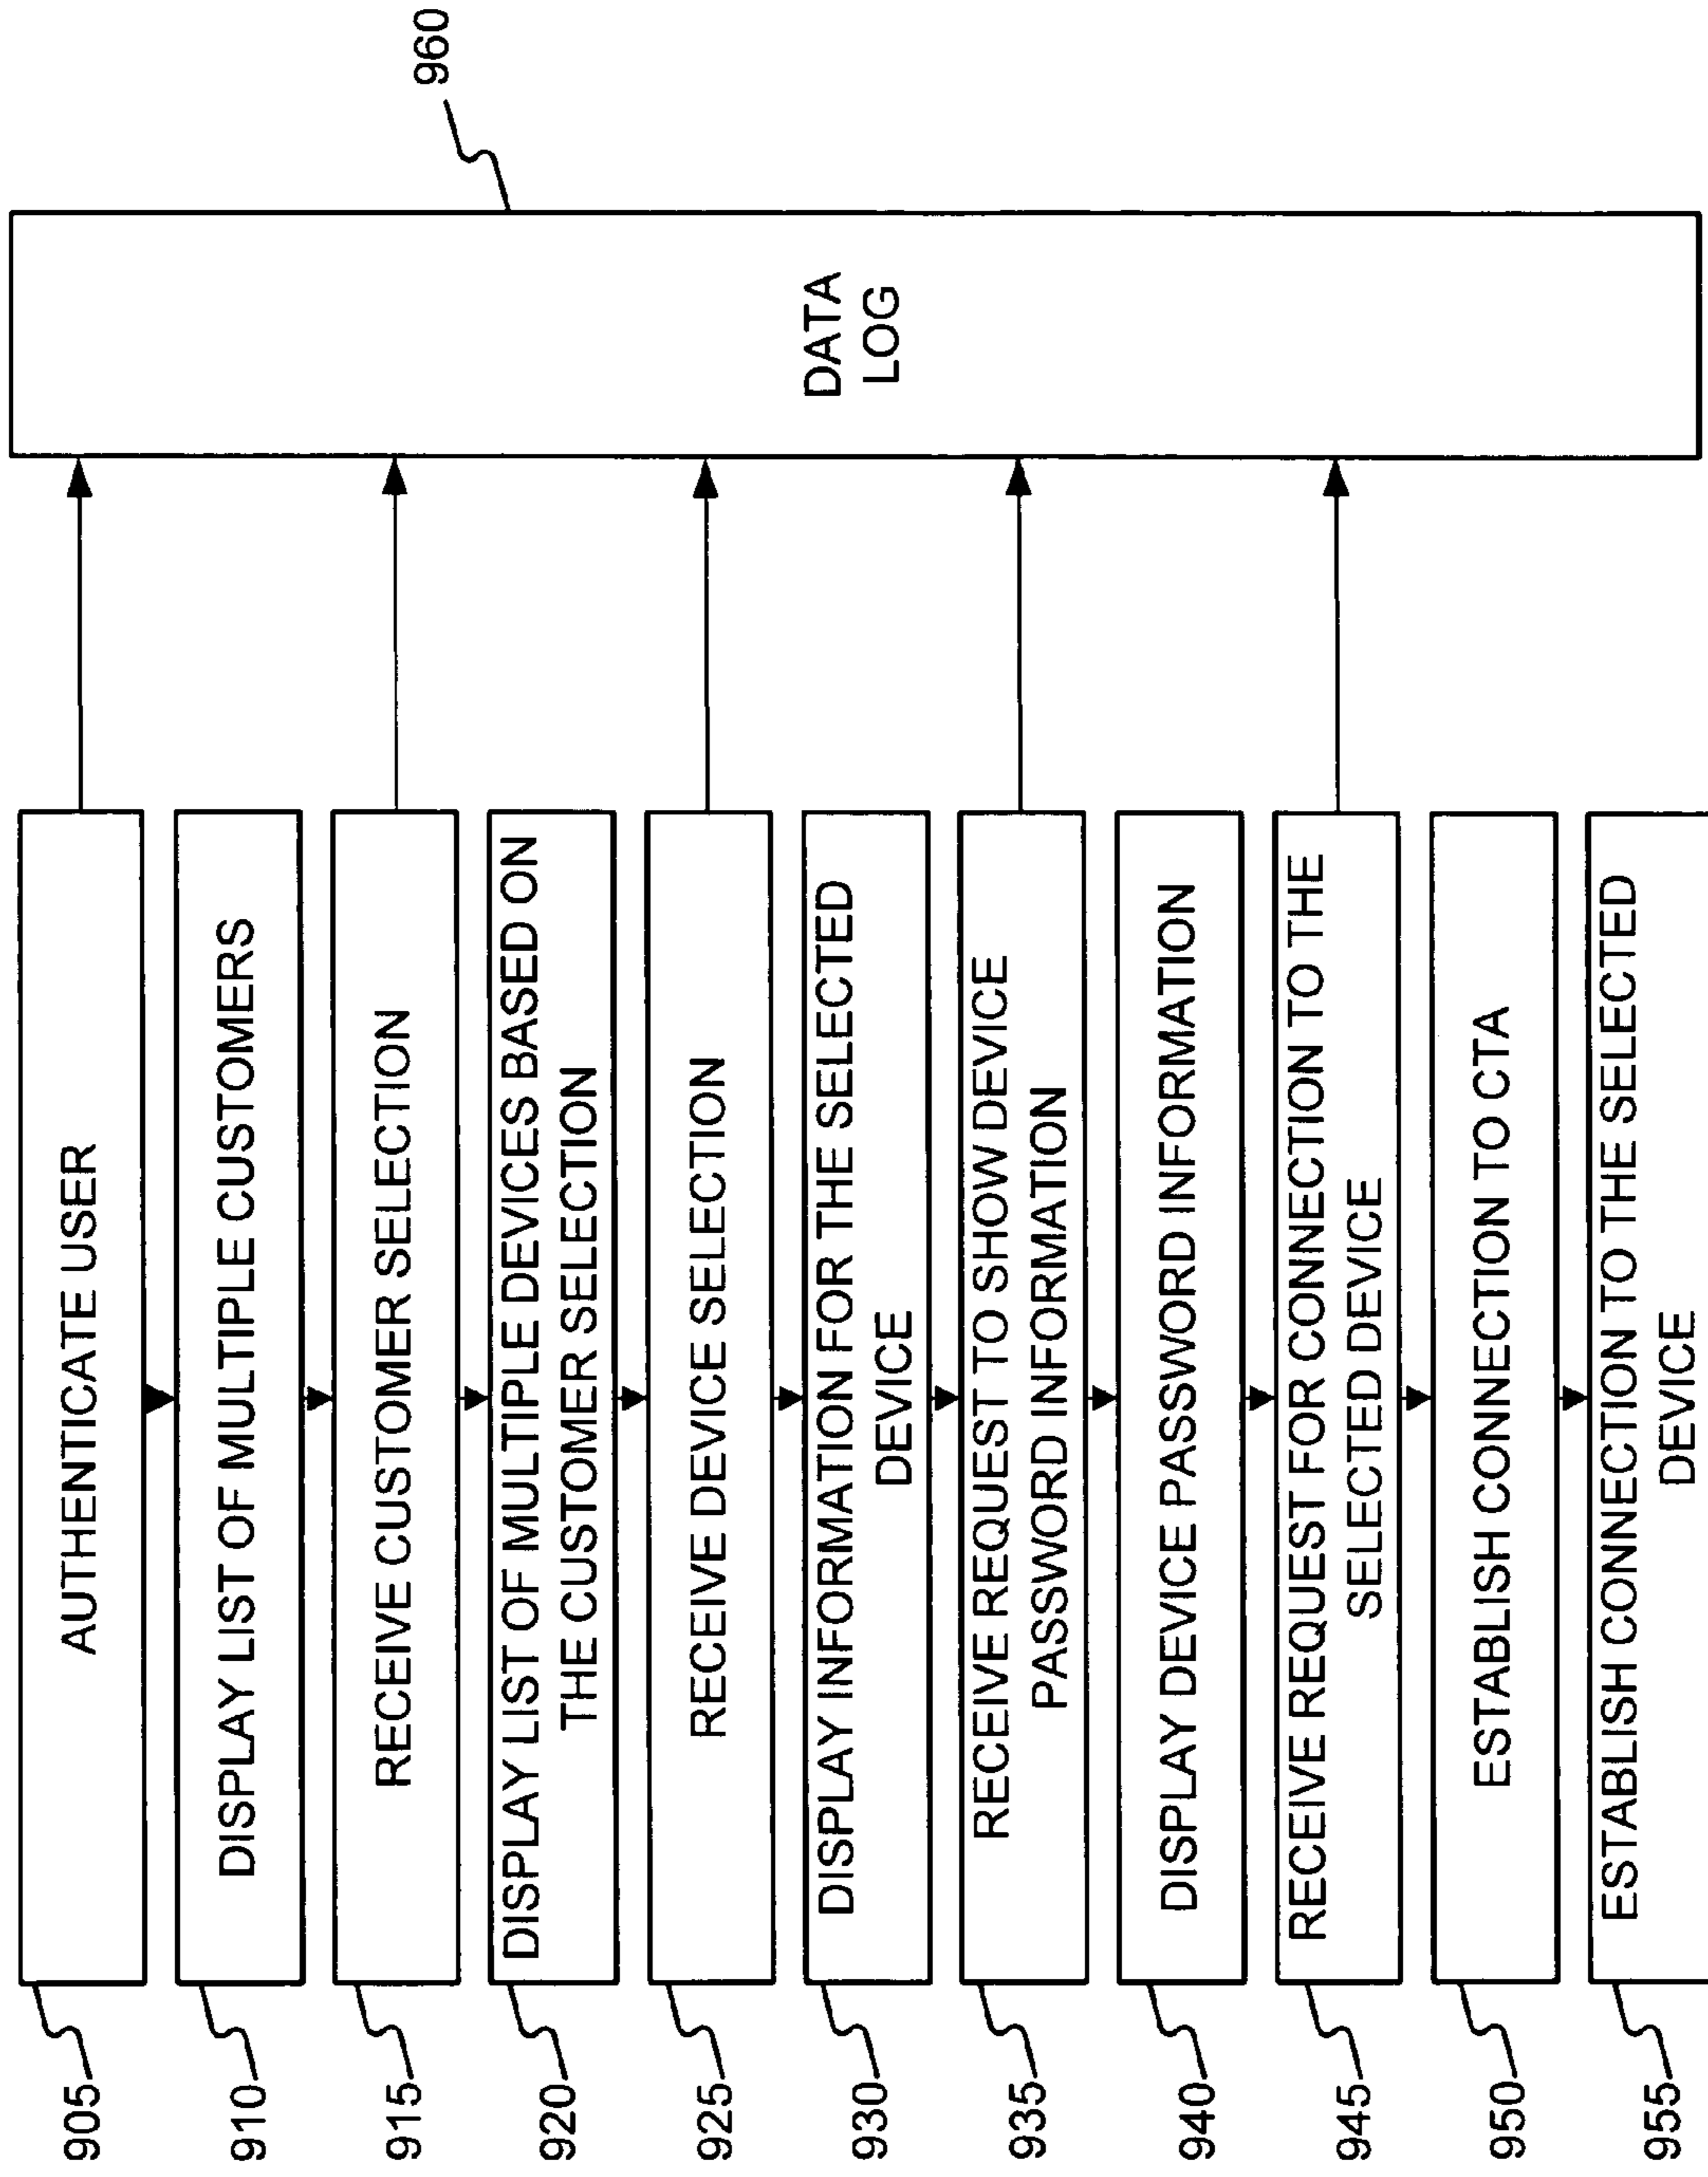 905
AUTHENTICATE USER
910
DISPLAY LIST OF MULTIPLE CUSTOMERS
915
RECEIVE CUSTOMER SELECTION
920
DISPLAY LIST OF MULTIPLE DEVICES BASED ON
THE CUSTOMER SELECTION
925
RECEIVE DEVICE SELECTION
930
DISPLAY INFORMATION FOR THE SELECTED
DEVICE
935
RECEIVE REQUEST TO SHOW DEVICE
PASSWORD INFORMATION
940
DISPLAY DEVICE PASSWORD INFORMATION
945
RECEIVE REQUEST FOR CONNECTION TO THE
SELECTED DEVICE
950
ESTABLISH CONNECTION TO CTA
955
ESTABLISH CONNECTION TO THE SELECTED
DEVICE
DATA
LOG
960